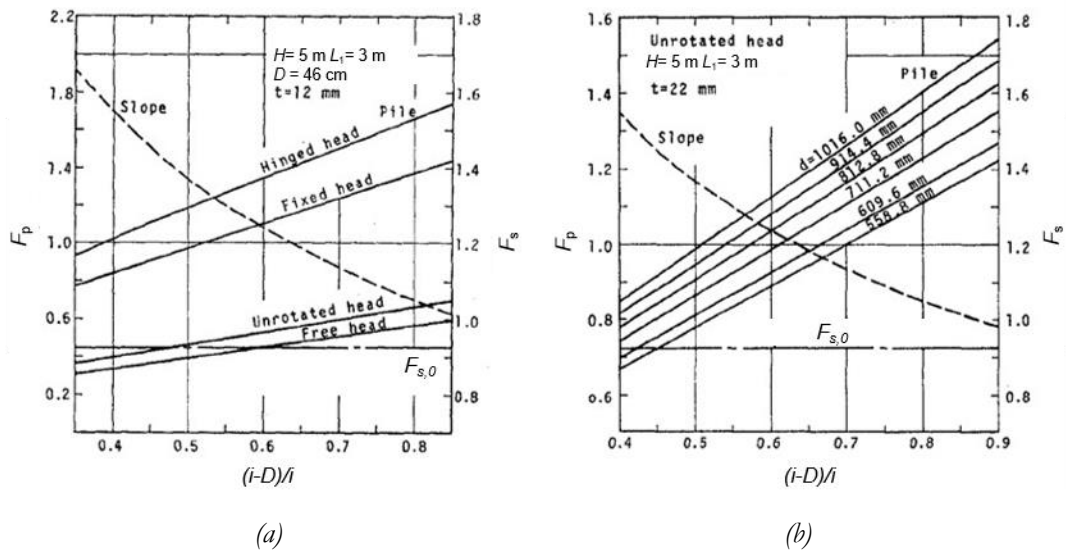 2.2
1.8
1.4
1.0
0.6
0.2
Fp
H= 5 m L1= 3 m
D = 46 cm
t=12 mm
Slope
Pile
Hinged head
Fixed head
Unrotated head
Free head
Fs,0
1.8
1.6
1.4
1.2
1.0
0.8
Fs
0.4 0.5 0.6 0.7 0.8
(i-D)/i
(a)
1.6
1.4
1.2
1.0
0.8
0.6
Fp
Unrotated head
H= 5 m L1= 3 m
t=22 mm
Slope
Pile
d=1016.0 mm
914.4 mm
812.8 mm
711.2 mm
609.6 mm
558.8 mm
Fs,0
1.8
1.6
1.4
1.2
1.0
0.8
Fs
0.4 0.5 0.6 0.7 0.8 0.9
(i-D)/i
(b)